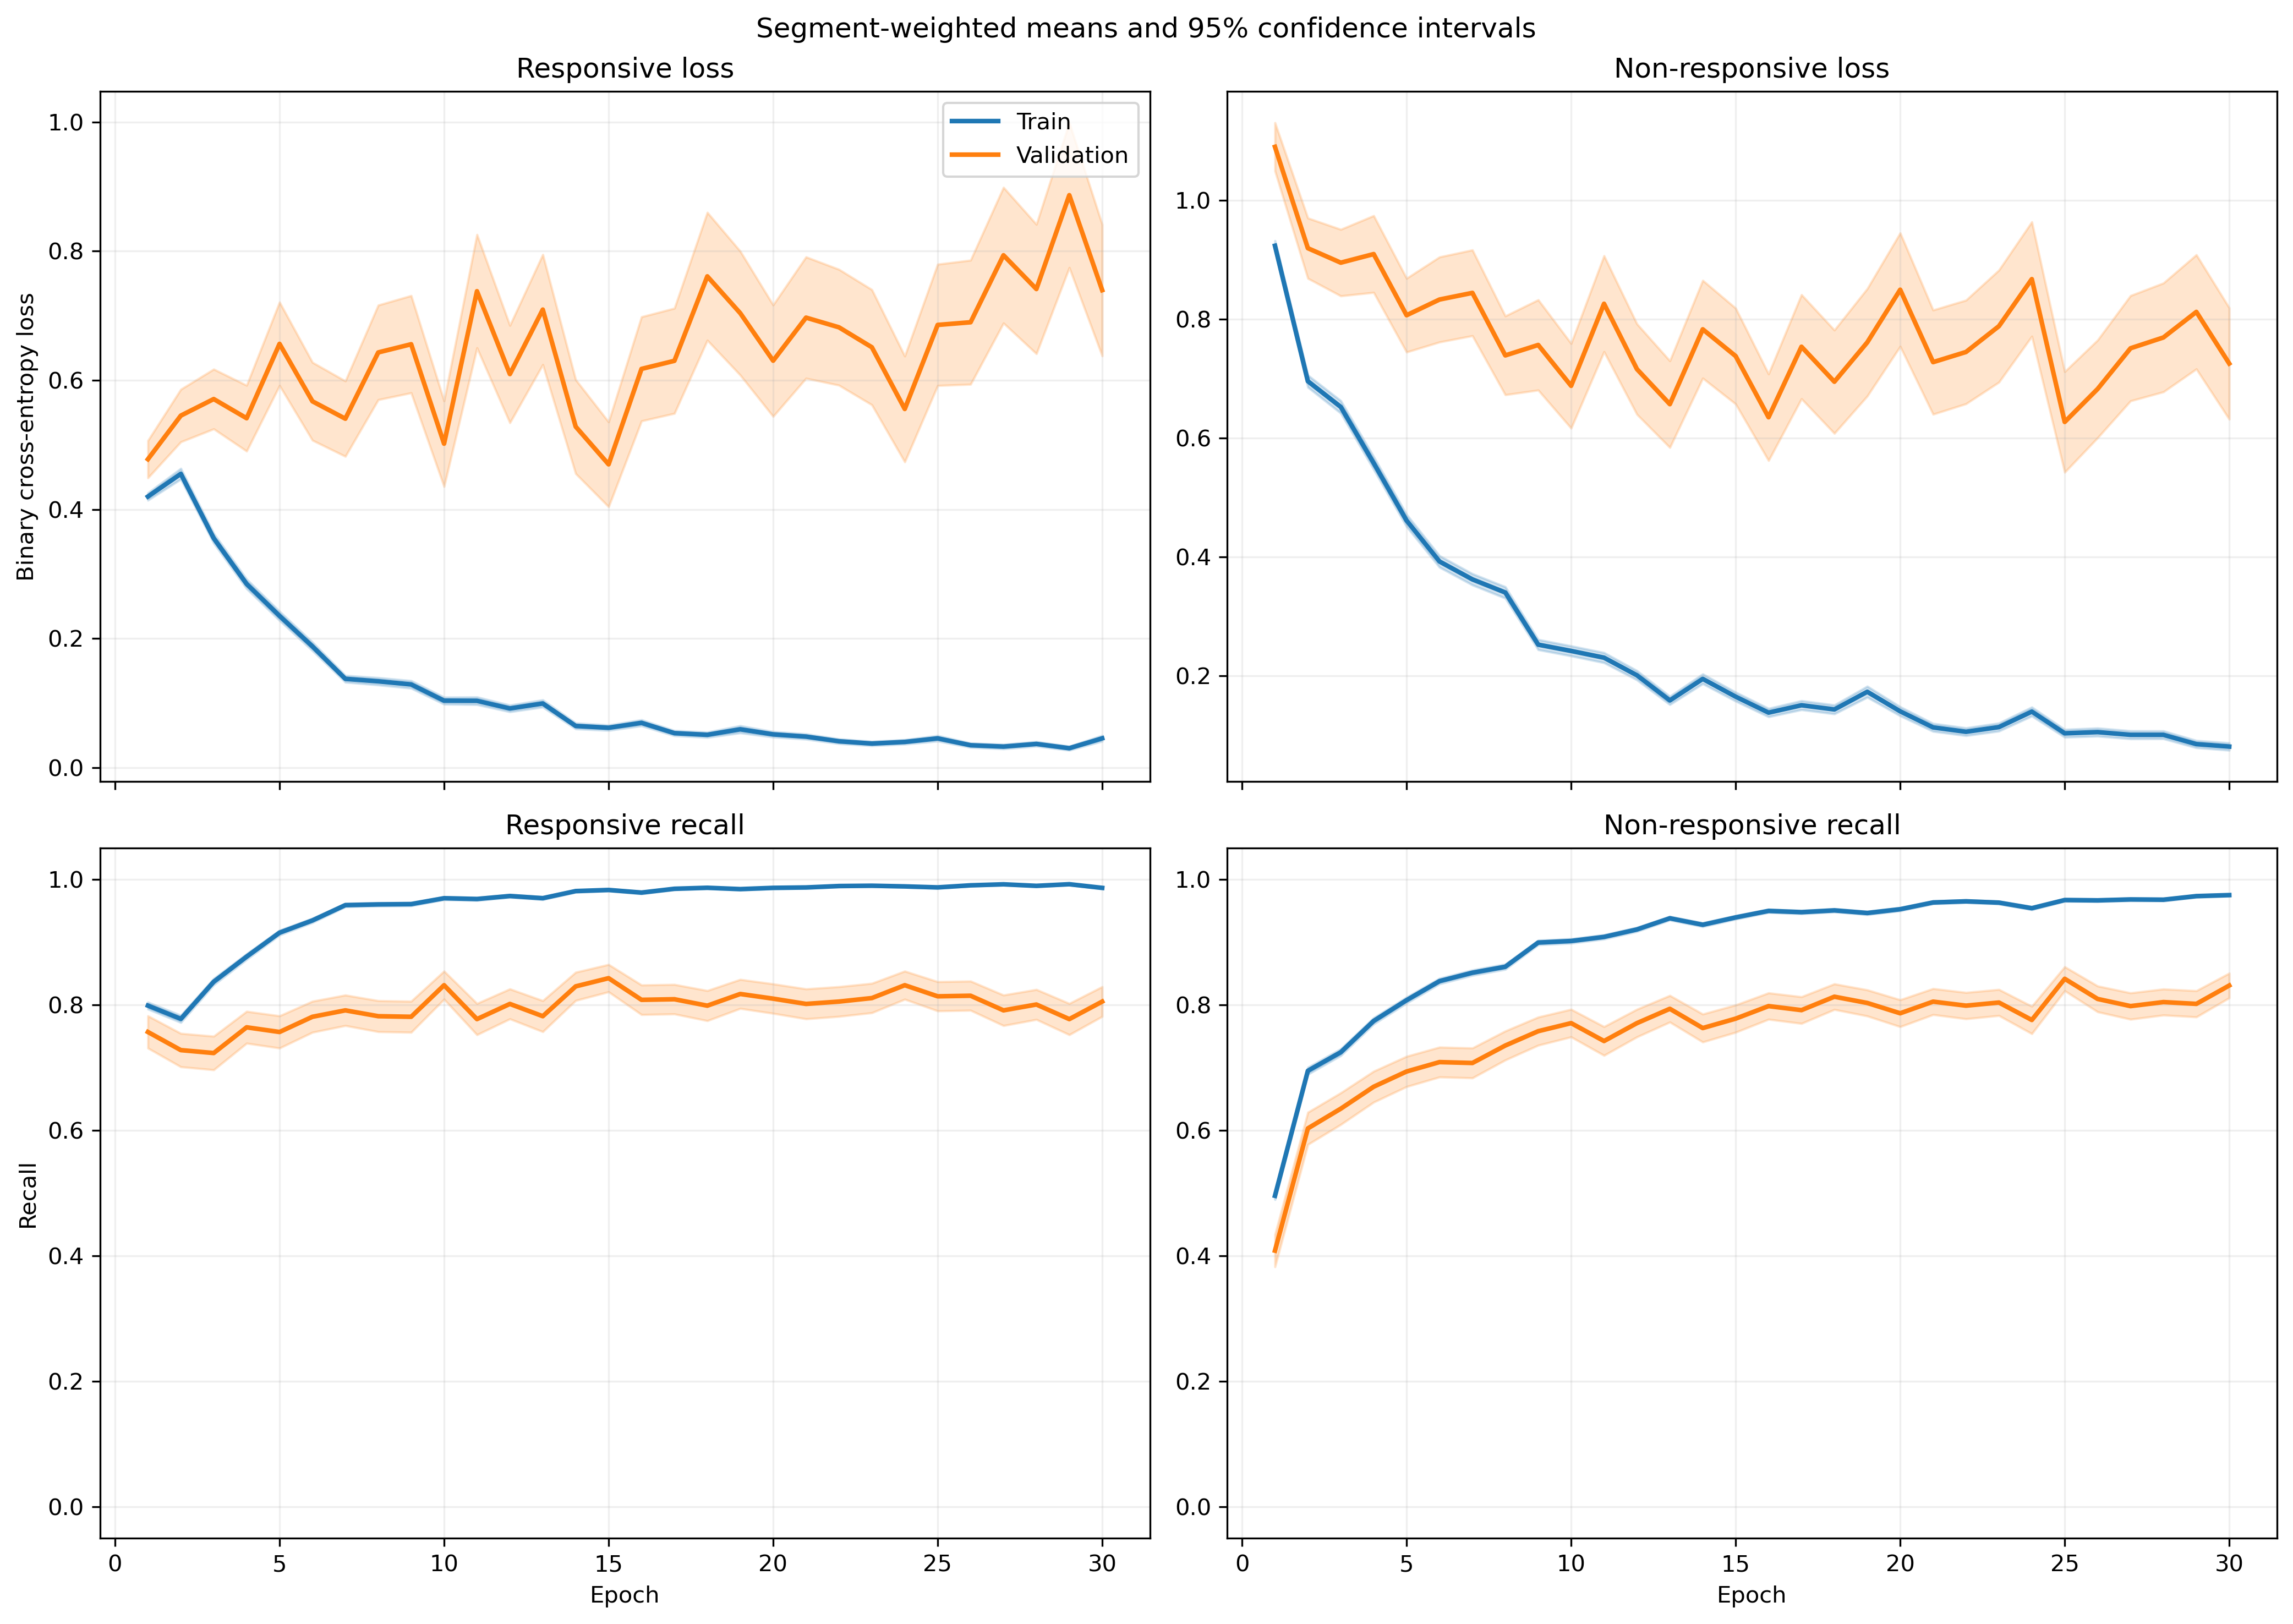 Segment-weighted means and 95% confidence intervals
Responsive loss
Non-responsive loss
Binary cross-entropy loss
1.0
0.8
0.6
0.4
0.2
0.0
Train
Validation
1.0
0.8
0.6
0.4
0.2
Responsive recall
Non-responsive recall
Recall
1.0
0.8
0.6
0.4
0.2
0.0
0 5 10 15 20 25 30
Epoch
1.0
0.8
0.6
0.4
0.2
0.0
0 5 10 15 20 25 30
Epoch